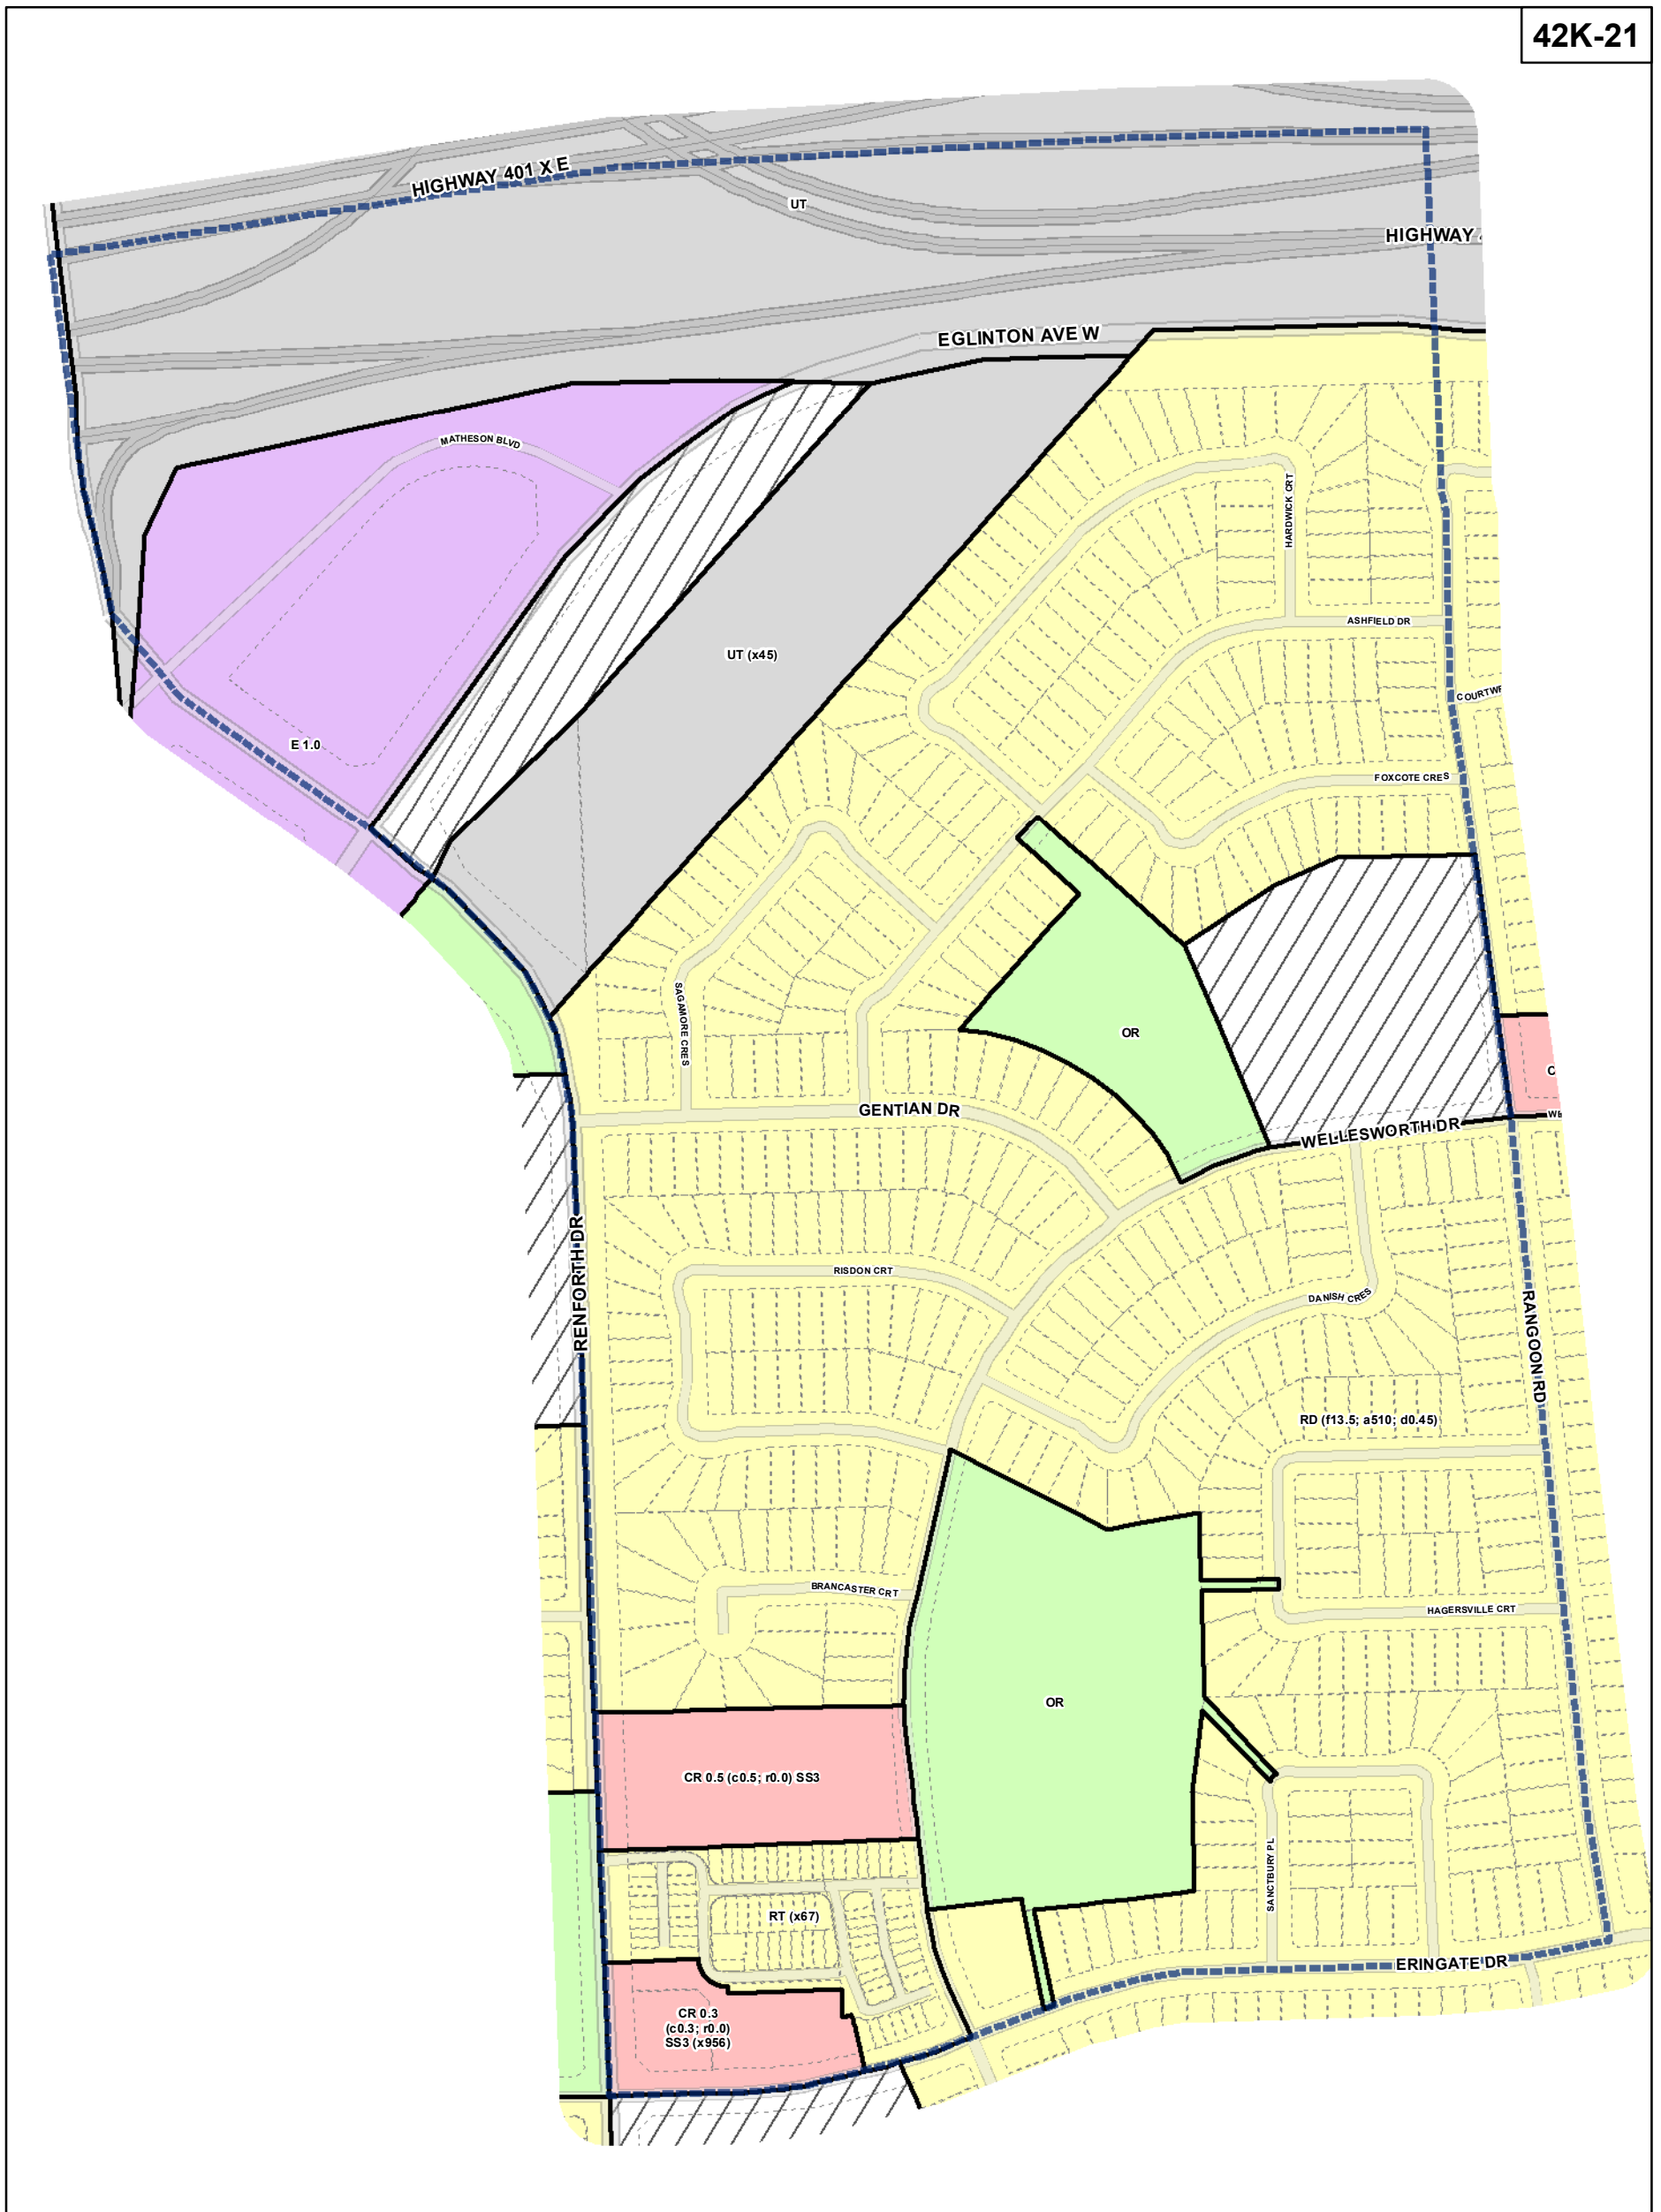 42K-21
HIGHWAY 401 X E
UT
HIGHWAY
EGLINTON AVE W
MATHESON BLVD
HARDWICK CRT
ASHFIELD DR
UT (x45)
E 1.0
FOXCOTE CRES
SAGAMORE CRES
OR
C
GENTIAN DR
WELLESWORTH DR
RENFORTH DR
RISDON CRT
DANISH CRES
RANGOON RD
RD (f13.5; a510; d0.45)
BRANCASTER CRT
HAGERSVILLE CRT
OR
CR 0.5 (c0.5; r0.0) SS3
SANCTBURY PL
RT (x67)
ERINGATE DR
CR 0.3
(c0.3; r0.0)
SS3 (x956)